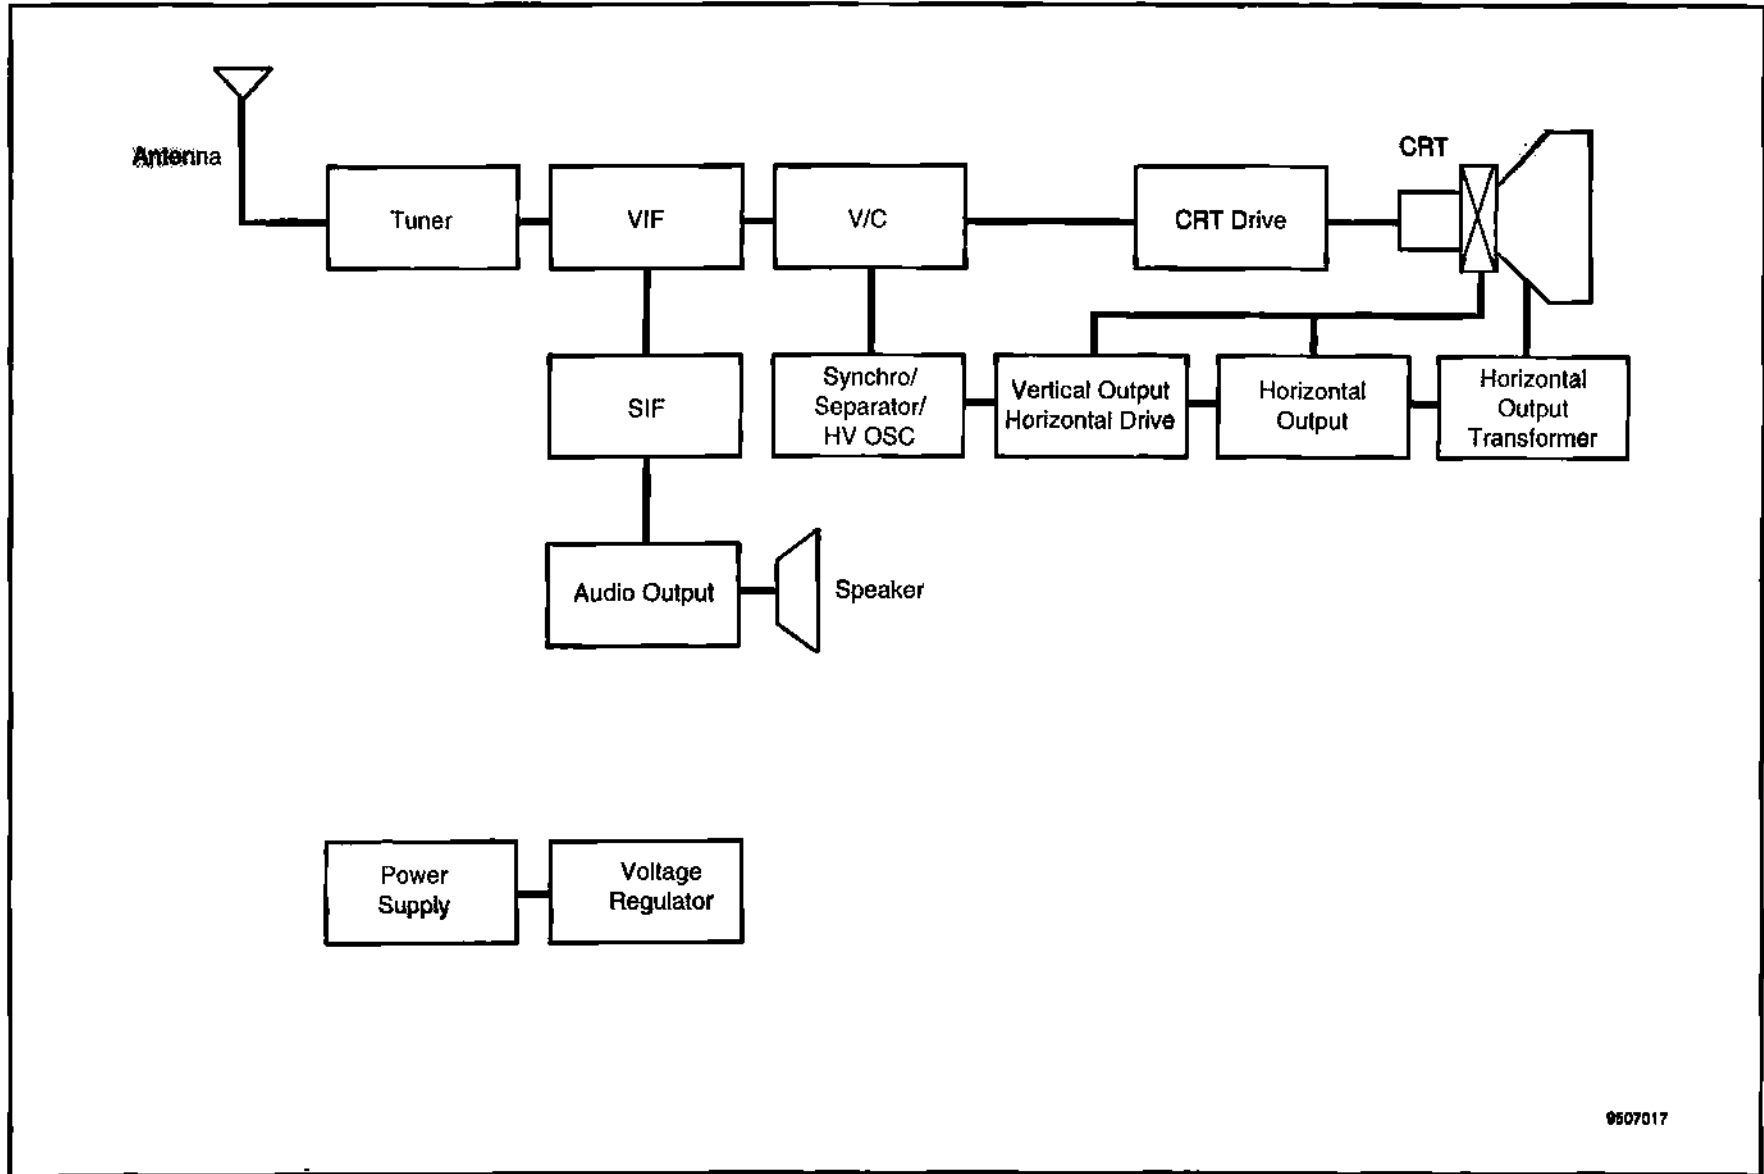 Antenna
Tuner
VIF
V/C
CRT Drive
CRT
SIF
Synchro/
Separator/
HV OSC
Vertical Output
Horizontal Drive
Horizontal
Output
Horizontal
Output
Transformer
Audio Output
Speaker
Power
Supply
Voltage
Regulator
9507017